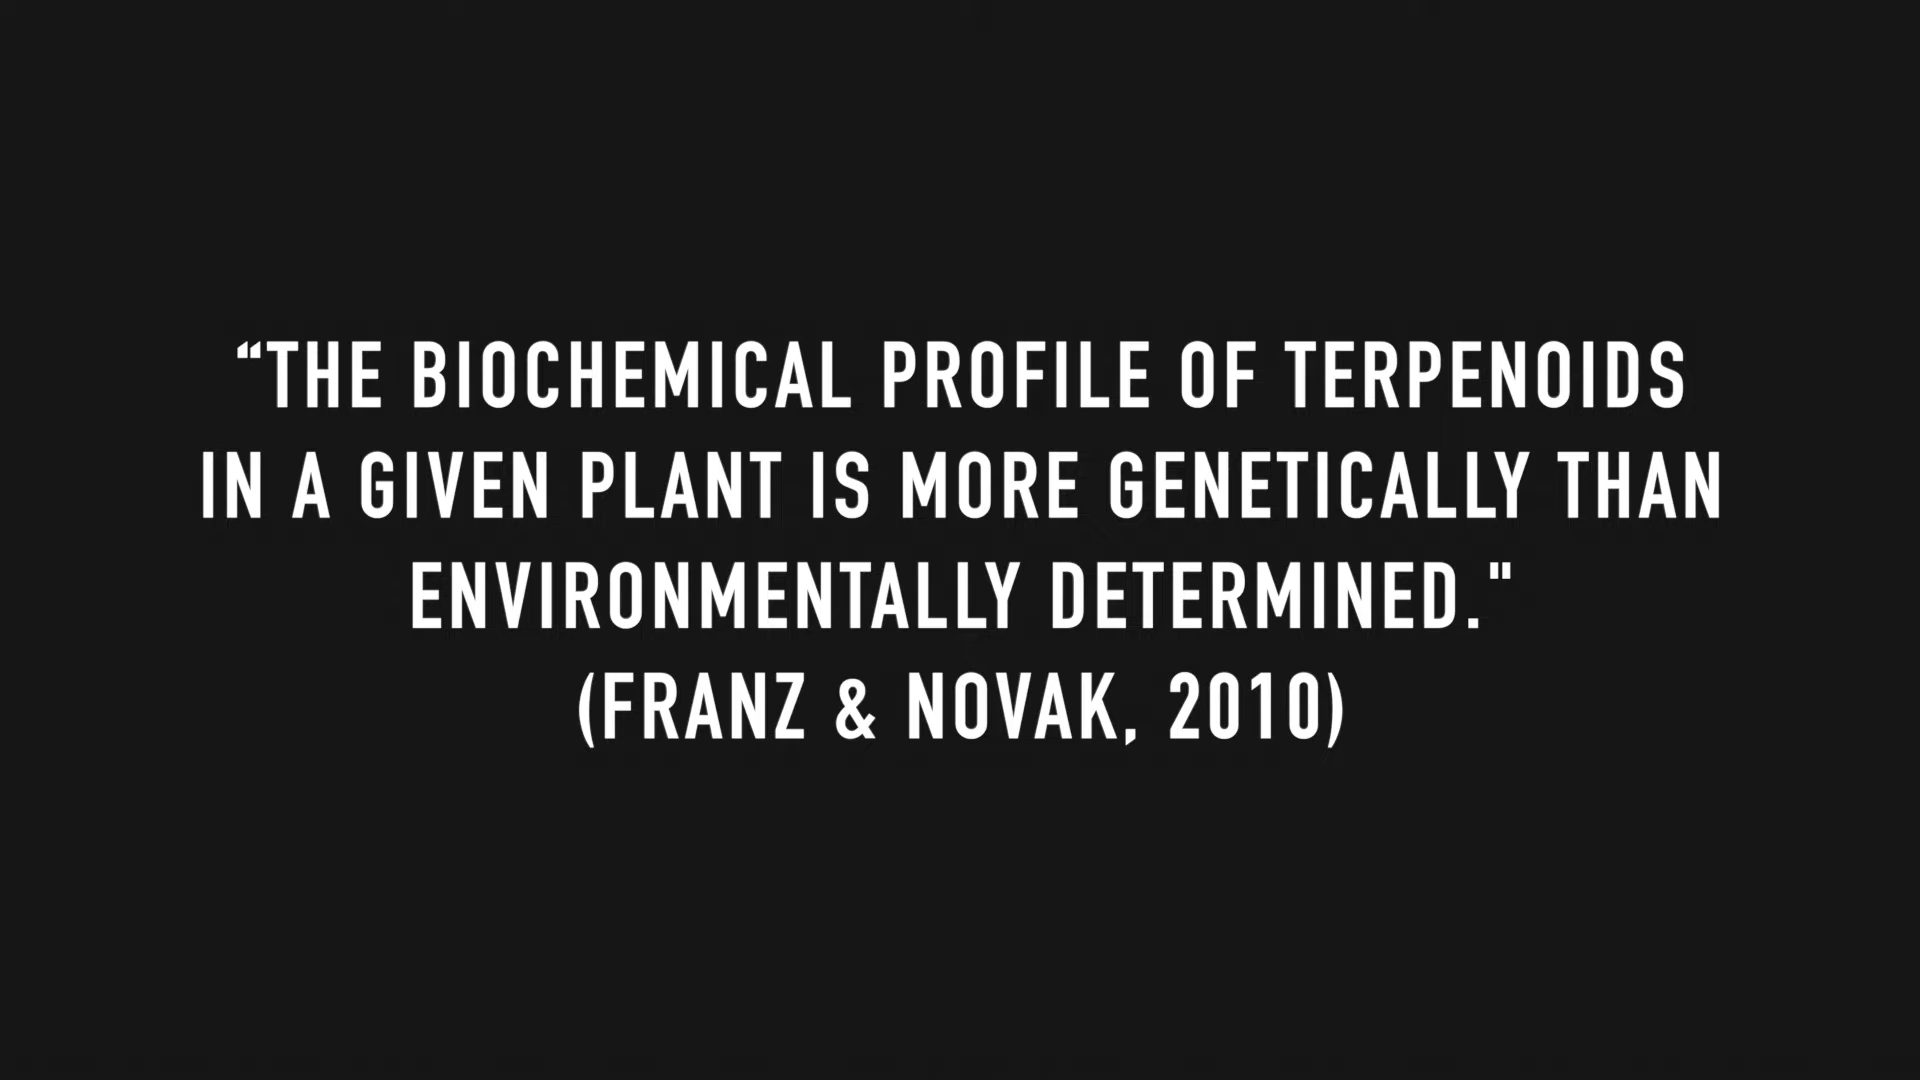 “THE BIOCHEMICAL PROFILE OF TERPENOIDS
IN A GIVEN PLANT IS MORE GENETICALLY THAN
ENVIRONMENTALLY DETERMINED."
(FRANZ & NOVAK, 2010)